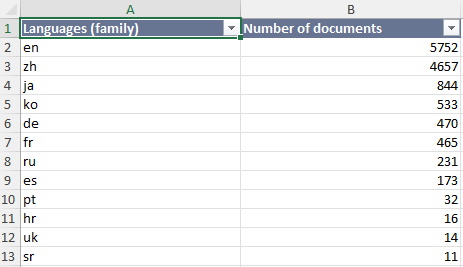 A B
1 Languages (family) Number of documents
2 en 5752
3 zh 4657
4 ja 844
5 ko 533
6 de 470
7 fr 465
8 ru 231
9 es 173
10 pt 32
11 hr 16
12 uk 14
13 sr 11